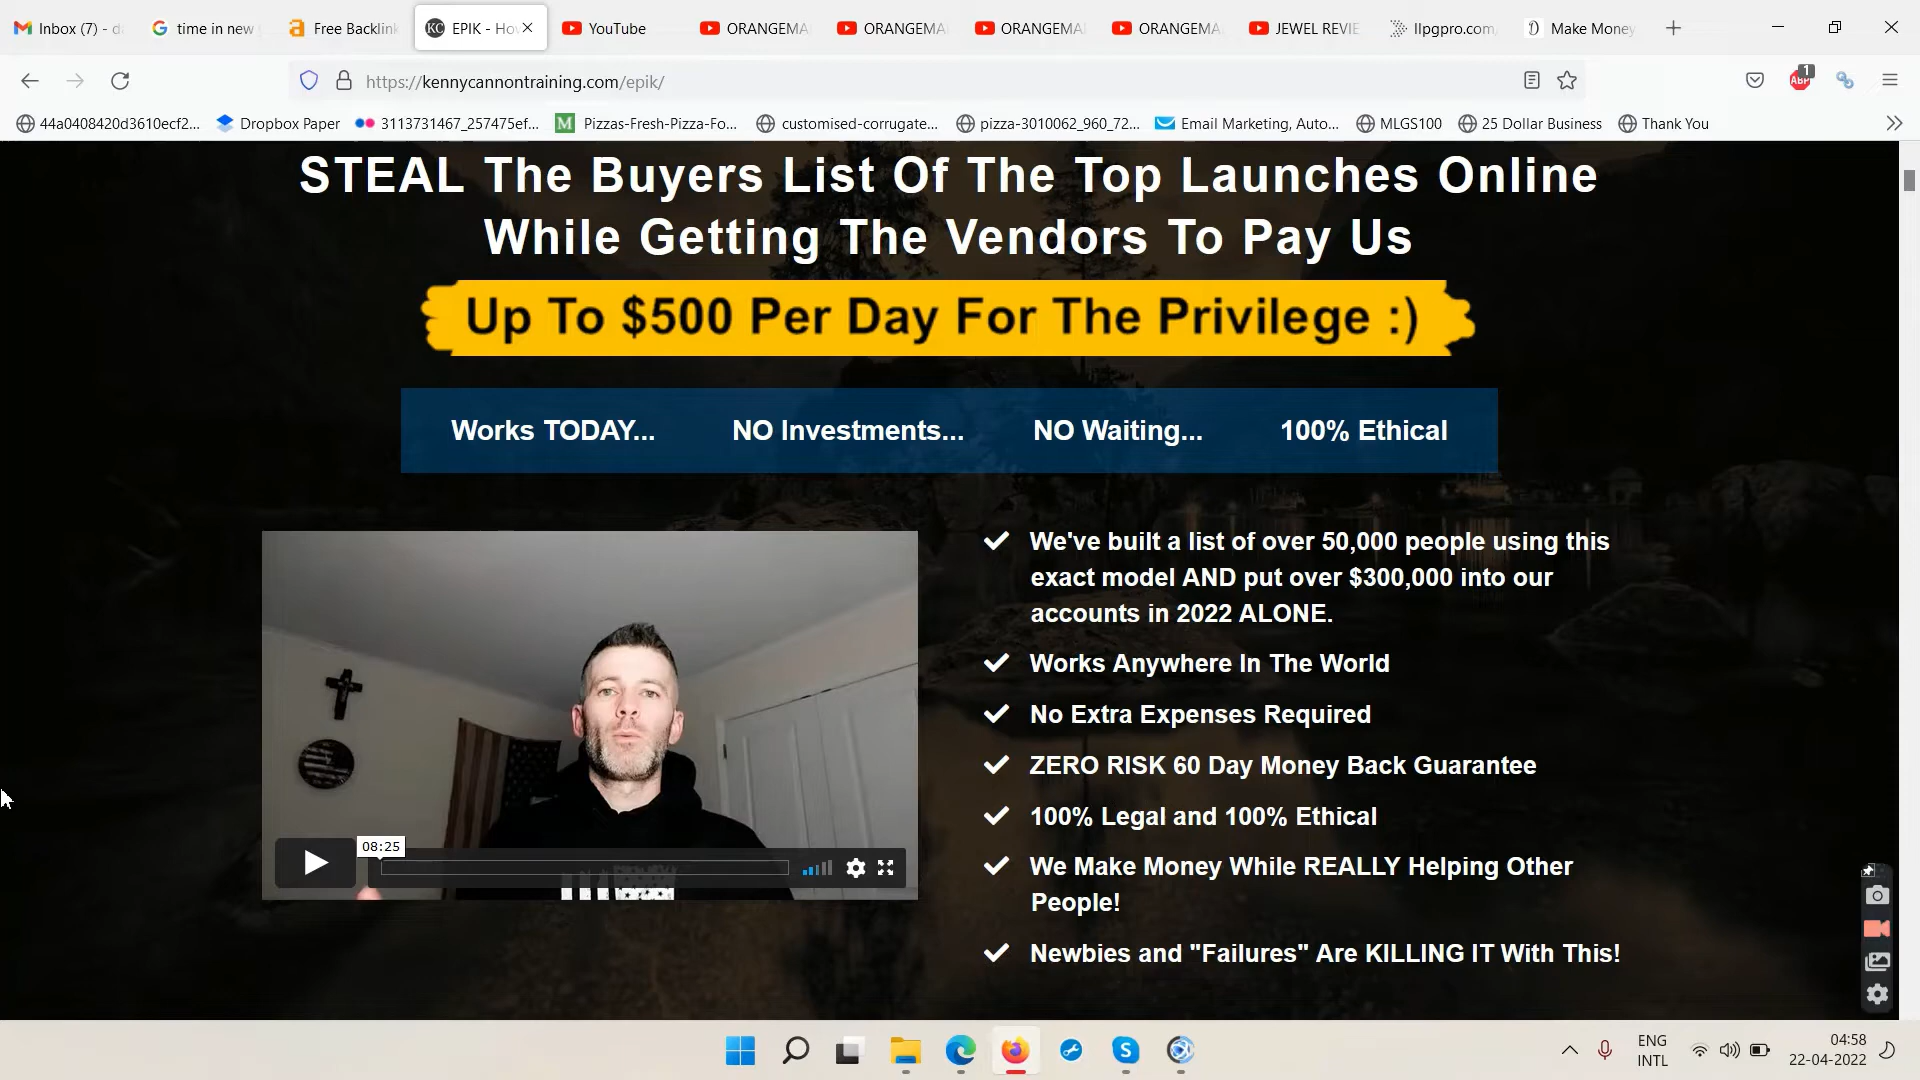 Inbox (7) - d
time in new
Free Backlink
EPIK - Ho
YouTube
ORANGEMA
ORANGEMA
ORANGEMA
ORANGEMA
JEWEL REVIE
llpgpro.com
Make Money
https://kennycannontraining.com/epik/
ABP
1
44a0408420d3610ecf2...
Dropbox Paper
3113731467_257475ef...
Pizzas-Fresh-Pizza-Fo...
customised-corrugate...
pizza-3010062_960_72...
Email Marketing, Auto...
MLGS100
25 Dollar Business
Thank You
STEAL The Buyers List Of The Top Launches Online
While Getting The Vendors To Pay Us
Up To $500 Per Day For The Privilege :)
Works TODAY...
NO Investments...
NO Waiting...
100% Ethical
We've built a list of over 50,000 people using this
exact model AND put over $300,000 into our
accounts in 2022 ALONE.
Works Anywhere In The World
No Extra Expenses Required
ZERO RISK 60 Day Money Back Guarantee
100% Legal and 100% Ethical
We Make Money While REALLY Helping Other
People!
Newbies and "Failures" Are KILLING IT With This!
08:25
ENG
INTL
04:58
22-04-2022